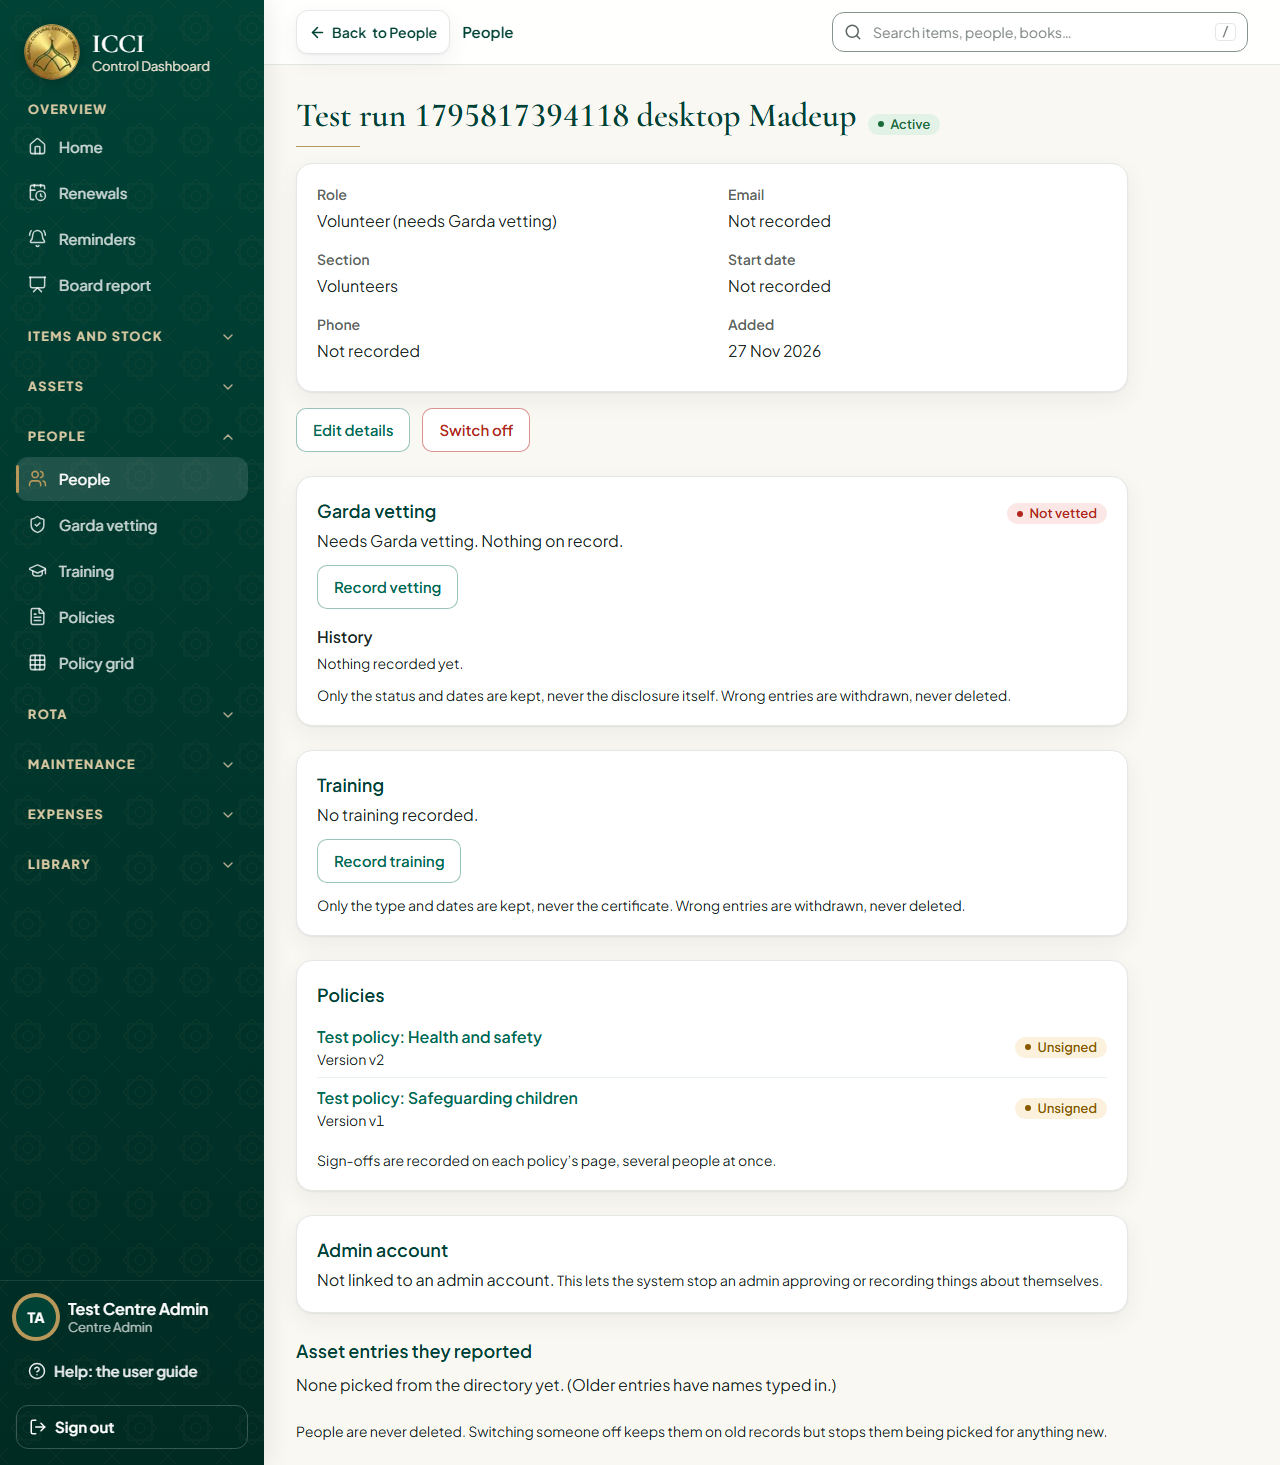 ICCI
Control Dashboard
OVERVIEW
Home
Renewals
Reminders
Board report
ITEMS AND STOCK
ASSETS
PEOPLE
People
Garda vetting
Training
Policies
Policy grid
ROTA
MAINTENANCE
EXPENSES
LIBRARY
TA
Test Centre Admin
Centre Admin
Help: the user guide
Sign out
Back to People
People
Search items, people, books…
/
Test run 1795817394118 desktop Madeup
Active
Role
Volunteer (needs Garda vetting)
Email
Not recorded
Section
Volunteers
Start date
Not recorded
Phone
Not recorded
Added
27 Nov 2026
Edit details
Switch off
Garda vetting
Not vetted
Needs Garda vetting. Nothing on record.
Record vetting
History
Nothing recorded yet.
Only the status and dates are kept, never the disclosure itself. Wrong entries are withdrawn, never deleted.
Training
No training recorded.
Record training
Only the type and dates are kept, never the certificate. Wrong entries are withdrawn, never deleted.
Policies
Test policy: Health and safety
Version v2
Unsigned
Test policy: Safeguarding children
Version v1
Unsigned
Sign-offs are recorded on each policy's page, several people at once.
Admin account
Not linked to an admin account. This lets the system stop an admin approving or recording things about themselves.
Asset entries they reported
None picked from the directory yet. (Older entries have names typed in.)
People are never deleted. Switching someone off keeps them on old records but stops them being picked for anything new.